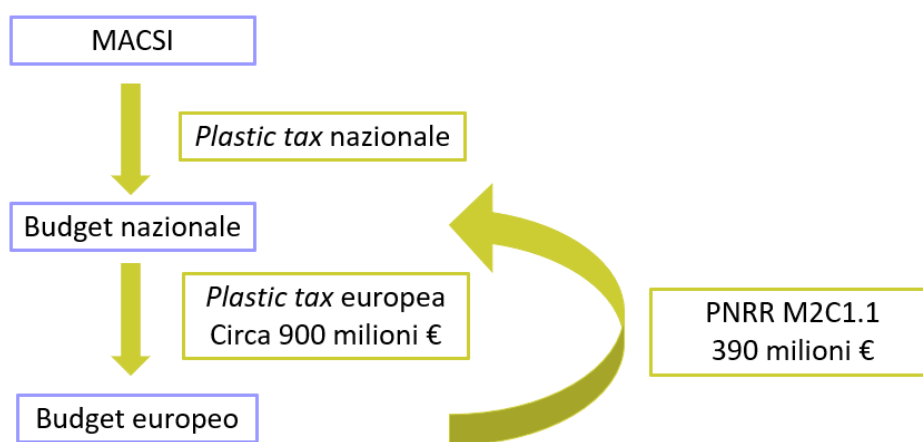 MACSI
Plastic tax nazionale
Budget nazionale
Plastic tax europea
Circa 900 milioni €
PNRR M2C1.1
390 milioni €
Budget europeo